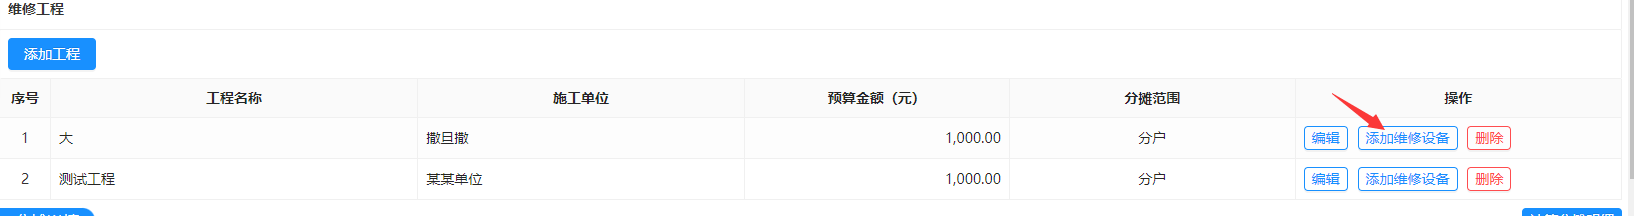 维修工程
添加工程
序号 工程名称 施工单位 预算金额（元） 分摊范围 操作
1 大 撒旦撒 1,000.00 分户 编辑 添加维修设备 删除
2 测试工程 某某单位 1,000.00 分户 编辑 添加维修设备 删除